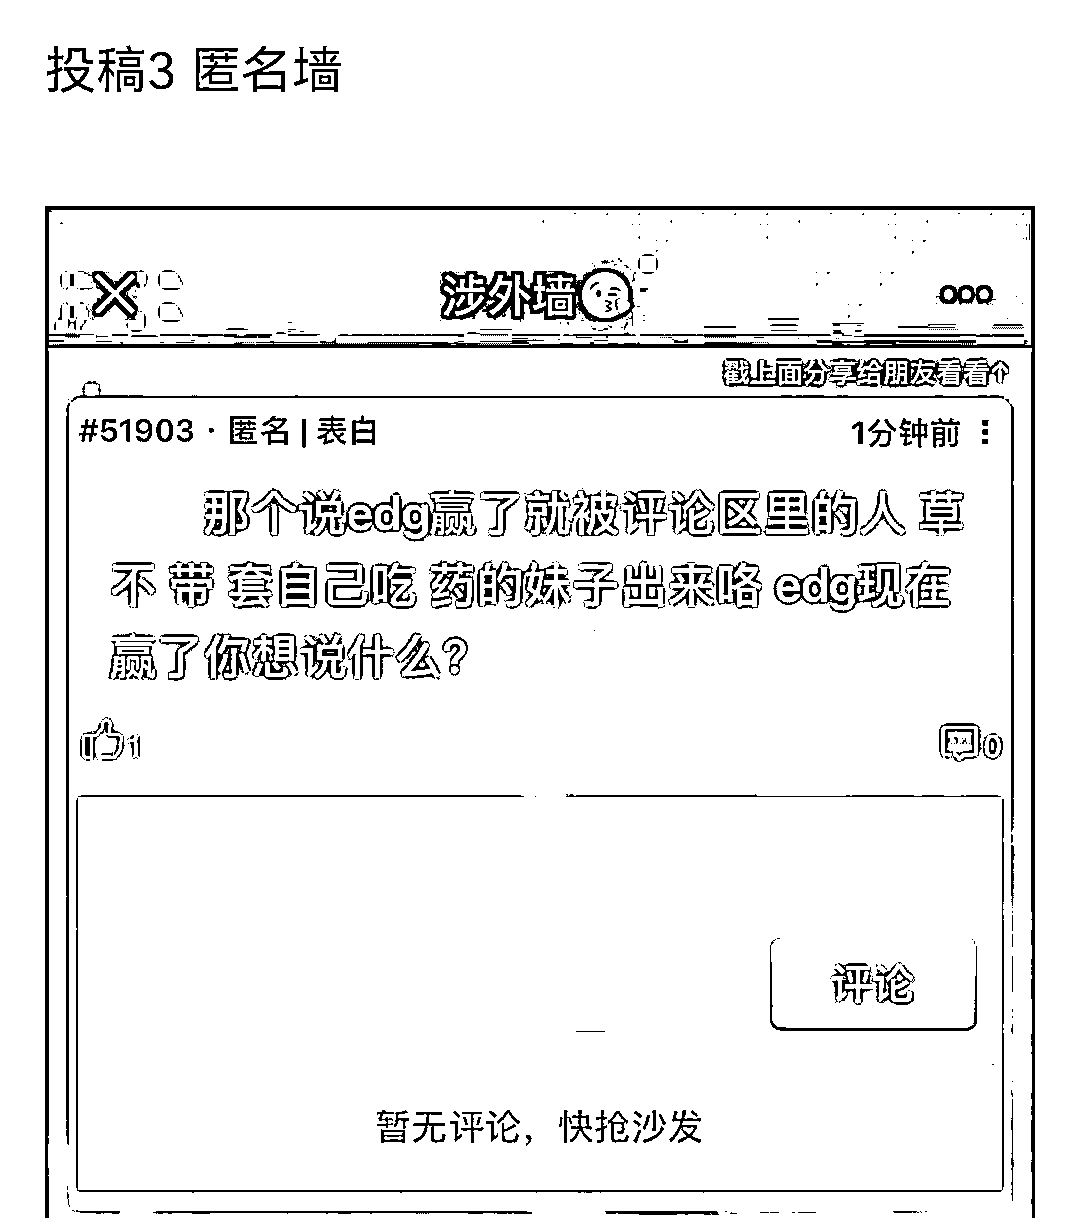 投稿3 匿名墙
涉外墙😚
戳上面分享给朋友看看↑
#51903 · 匿名 | 表白
1分钟前
那个说edg赢了就被评论区里的人 草
不 带 套自己吃 药的妹子出来咯 edg现在
赢了你想说什么？
1
0
评论
暂无评论，快抢沙发